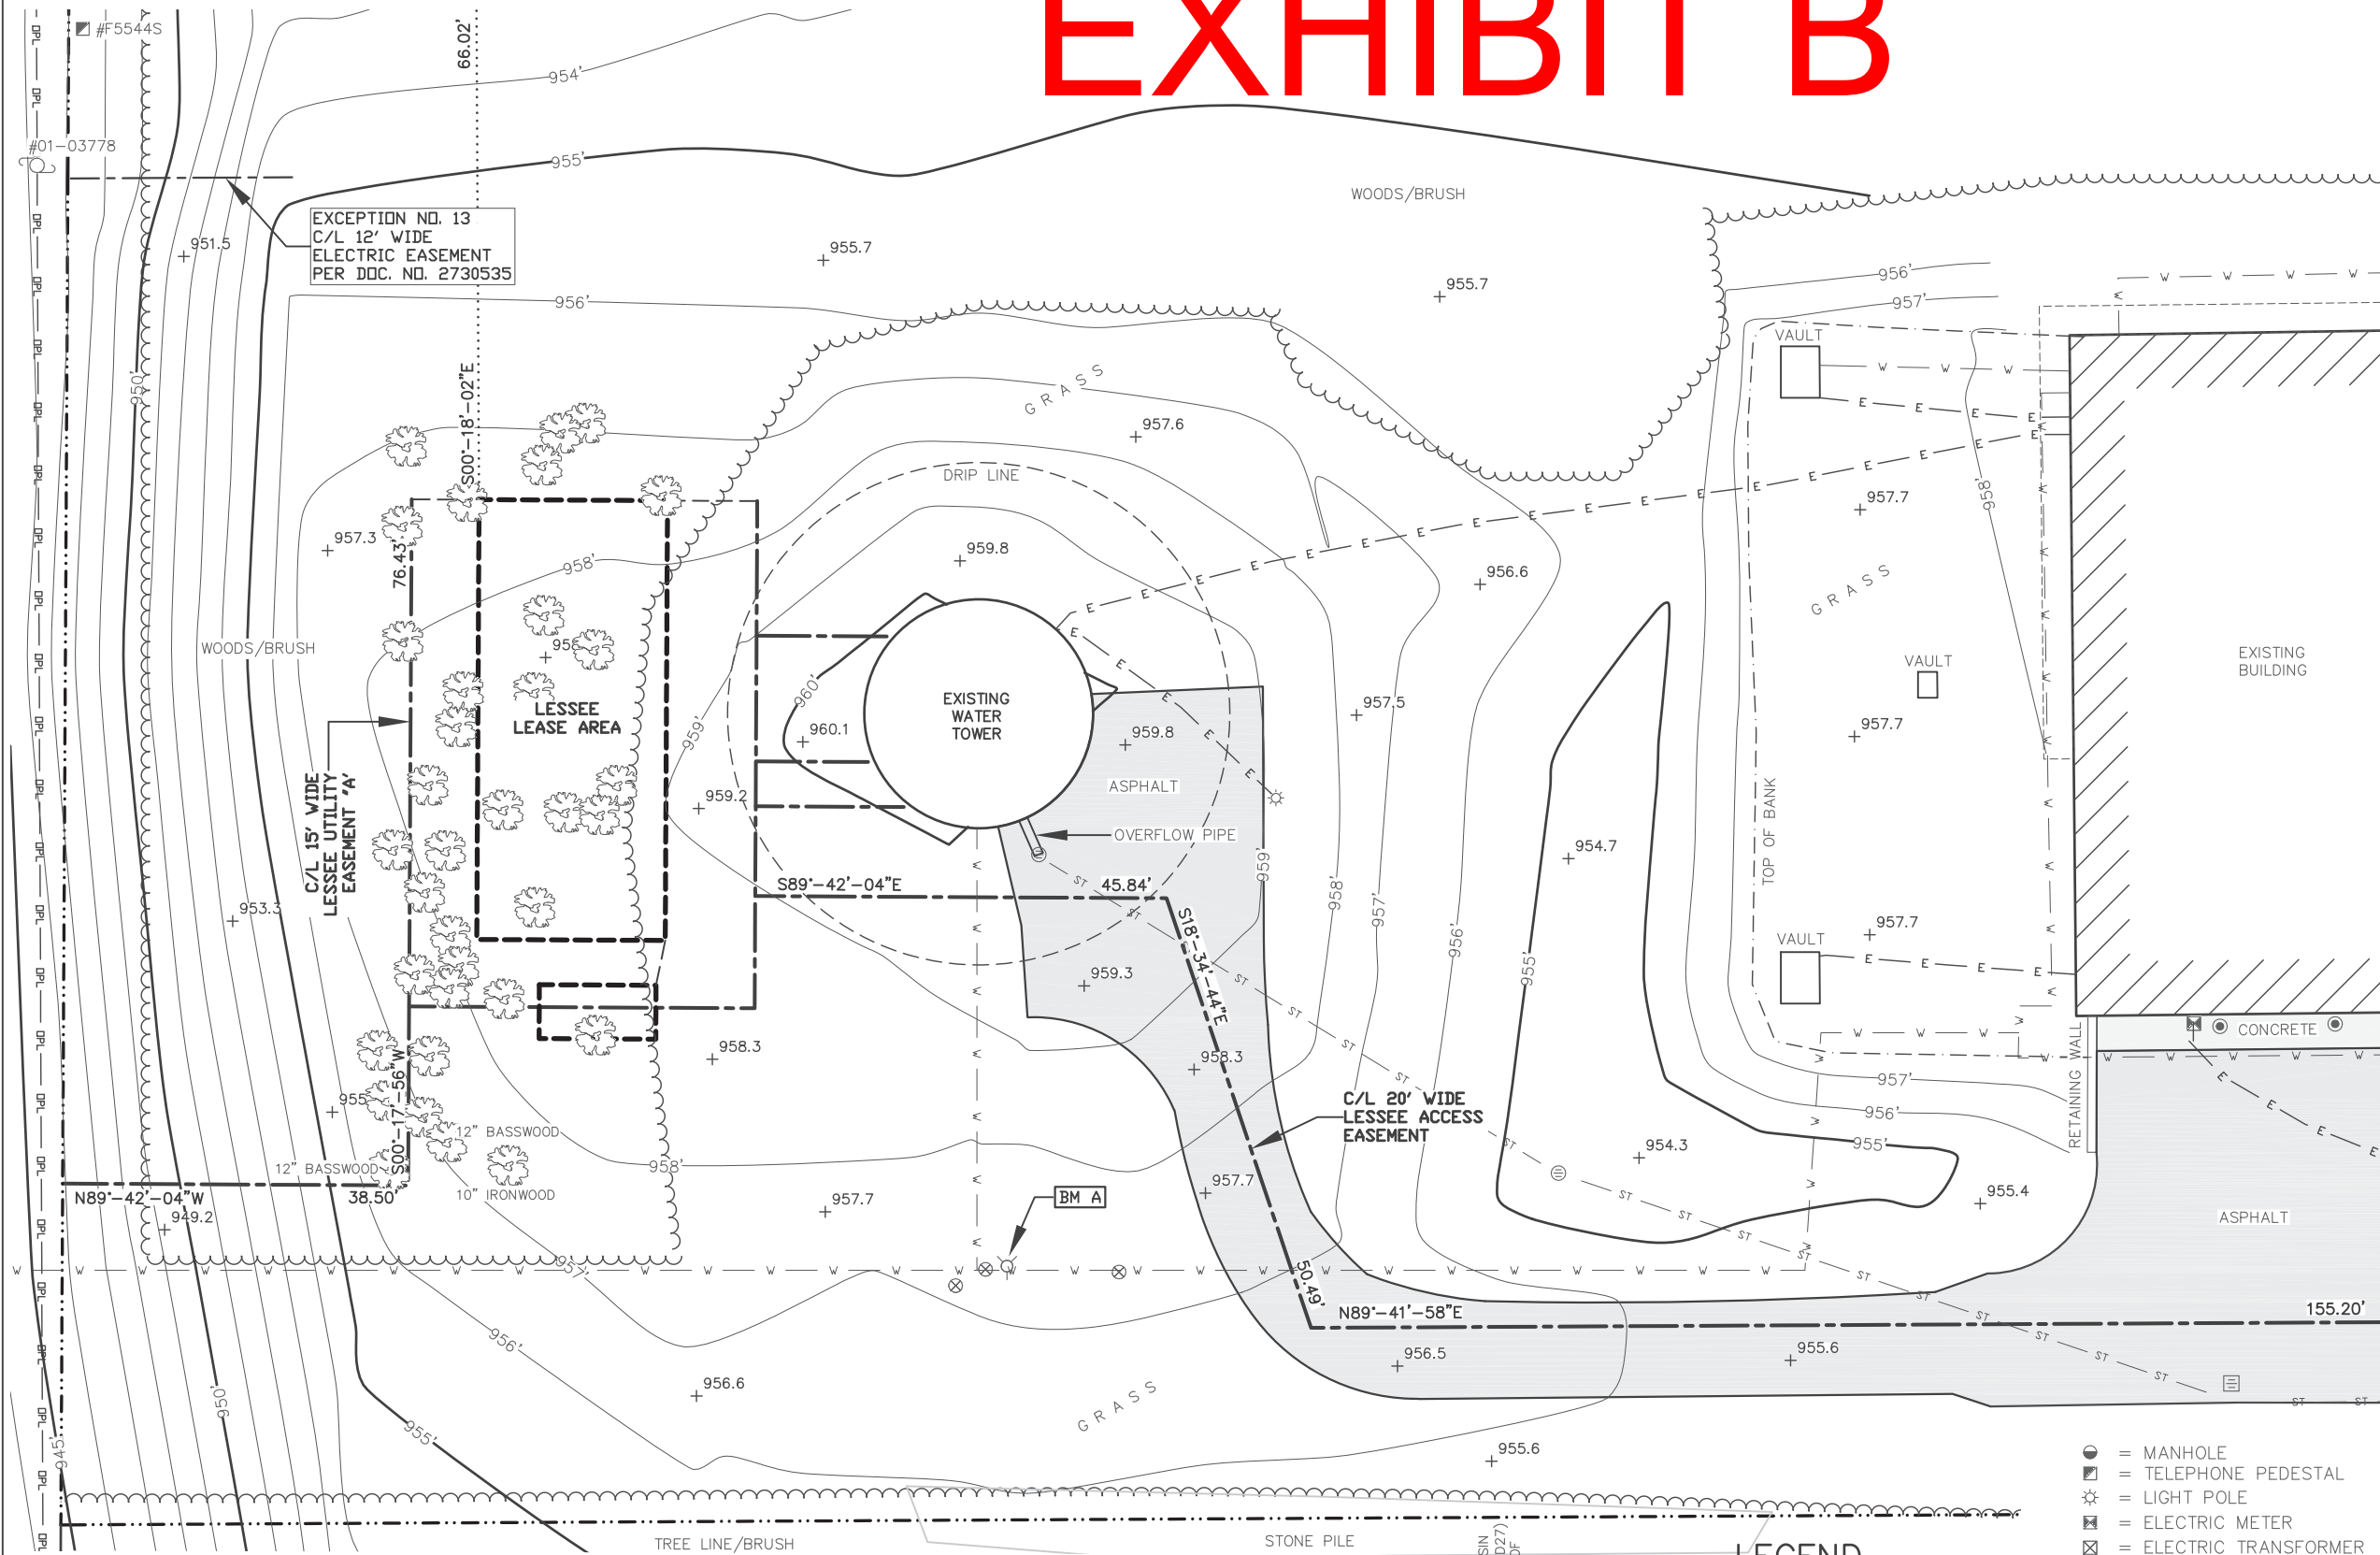 EXHIBIT B
#F5544S
66.02'
954'
#01-03778
955'
WOODS/BRUSH
EXCEPTION NO. 13
C/L 12' WIDE
ELECTRIC EASEMENT
PER DOC. NO. 2730535
951.5
955.7
955.7
956'
956'
957'
VAULT
950'
S00°-18'-02"E
GRASS
957.6
DRIP LINE
957.7
958'
957.3
76.43'
958'
959.8
956.6
GRASS
WOODS/BRUSH
LESSEE
LEASE AREA
EXISTING
WATER
TOWER
EXISTING
BUILDING
VAULT
960'
960.1
959'
959.8
957.5
957.7
ASPHALT
C/L 15' WIDE
LESSEE UTILITY
EASEMENT 'A'
959.2
OVERFLOW PIPE
TOP OF BANK
954.7
S89°-42'-04"E
45.84'
959'
958'
957'
956'
955'
953.3
957.7
VAULT
S18°-34'-44"E
959.3
958.3
958.3
CONCRETE
RETAINING WALL
C/L 20' WIDE
LESSEE ACCESS
EASEMENT
957'
956'
955'
954.3
S00°-17'-56"W
12" BASSWOOD
12" BASSWOOD
10" IRONWOOD
958'
N89°-42'-04"W
38.50'
949.2
957.7
BM A
957.7
955.4
ASPHALT
957'
50.49'
N89°-41'-58"E
155.20'
956'
956.5
955.6
956.6
GRASS
950'
955'
945'
955.6
TREE LINE/BRUSH
STONE PILE
= MANHOLE
= TELEPHONE PEDESTAL
= LIGHT POLE
= ELECTRIC METER
= ELECTRIC TRANSFORMER
LEGEND